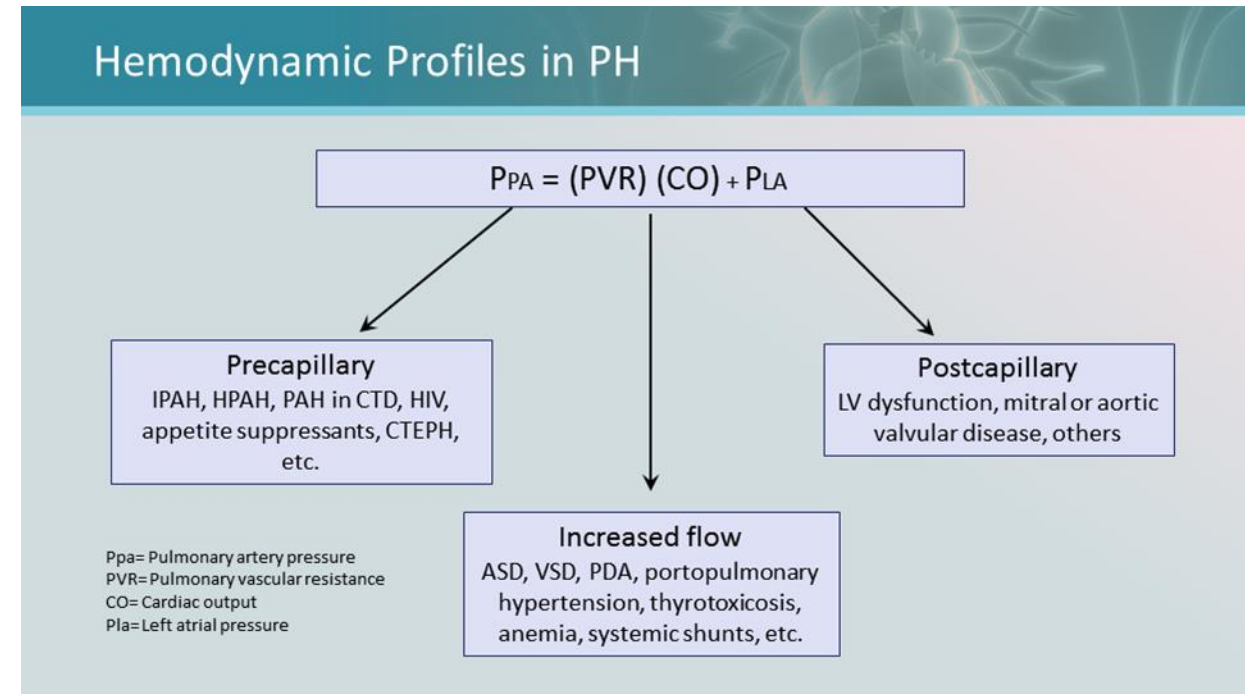 Hemodynamic Profiles in PH
PPA = (PVR) (CO) + PLA
Precapillary
IPAH, HPAH, PAH in CTD, HIV,
appetite suppressants, CTEPH,
etc.
Postcapillary
LV dysfunction, mitral or aortic
valvular disease, others
Increased flow
ASD, VSD, PDA, portopulmonary
hypertension, thyrotoxicosis,
anemia, systemic shunts, etc.
Ppa= Pulmonary artery pressure
PVR= Pulmonary vascular resistance
CO= Cardiac output
Pla= Left atrial pressure